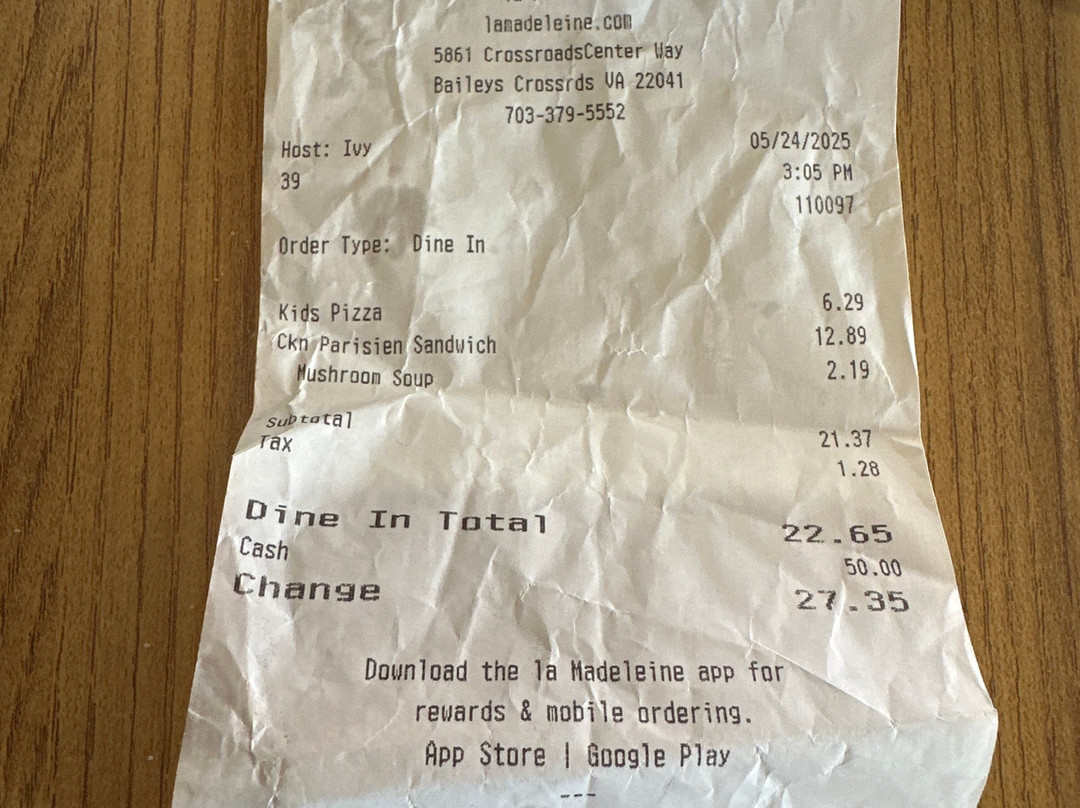 lamadeleine.com
5861 CrossroadsCenter Way
Baileys Crossrds VA 22041
703-379-5552
Host: Ivy 05/24/2025
39 3:05 PM
110097
Order Type: Dine In
Kids Pizza 6.29
Ckn Parisien Sandwich 12.89
Mushroom Soup 2.19
Subtotal 21.37
Tax 1.28
Dine In Total 22.65
Cash 50.00
Change 27.35
Download the la Madeleine app for
rewards & mobile ordering.
App Store | Google Play
---